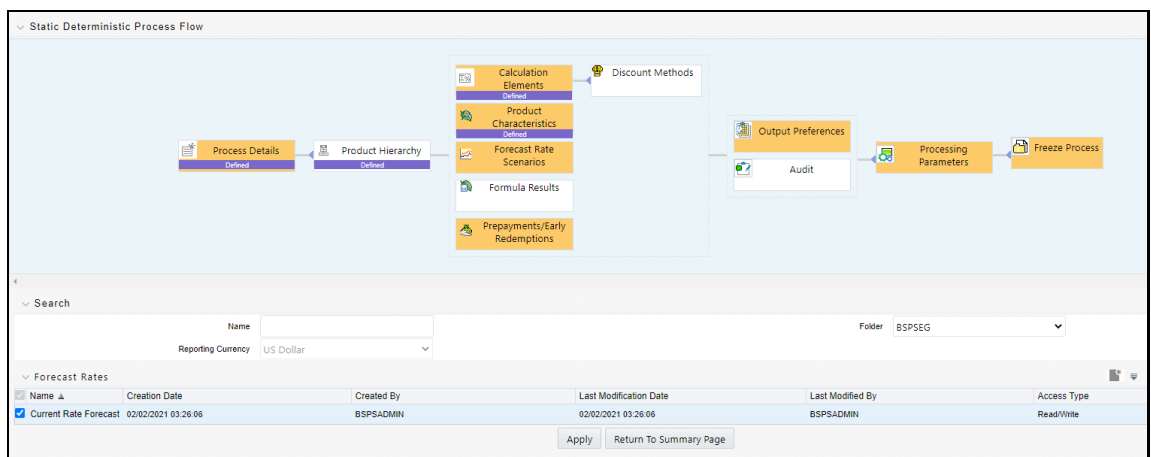 Static Deterministic Process Flow
Calculation
Elements
Defined
Discount Methods
Product
Characteristics
Defined
Process Details
Defined
Product Hierarchy
Defined
Forecast Rate
Scenarios
Formula Results
Prepayments/Early
Redemptions
Output Preferences
Audit
Processing
Parameters
Freeze Process
Search
Name
Folder BSPSEG
Reporting Currency US Dollar
Forecast Rates
Name Creation Date Created By Last Modification Date Last Modified By Access Type
Current Rate Forecast 02/02/2021 03:26:06 BSPSADMIN 02/02/2021 03:26:06 BSPSADMIN Read/Write
Apply Return To Summary Page